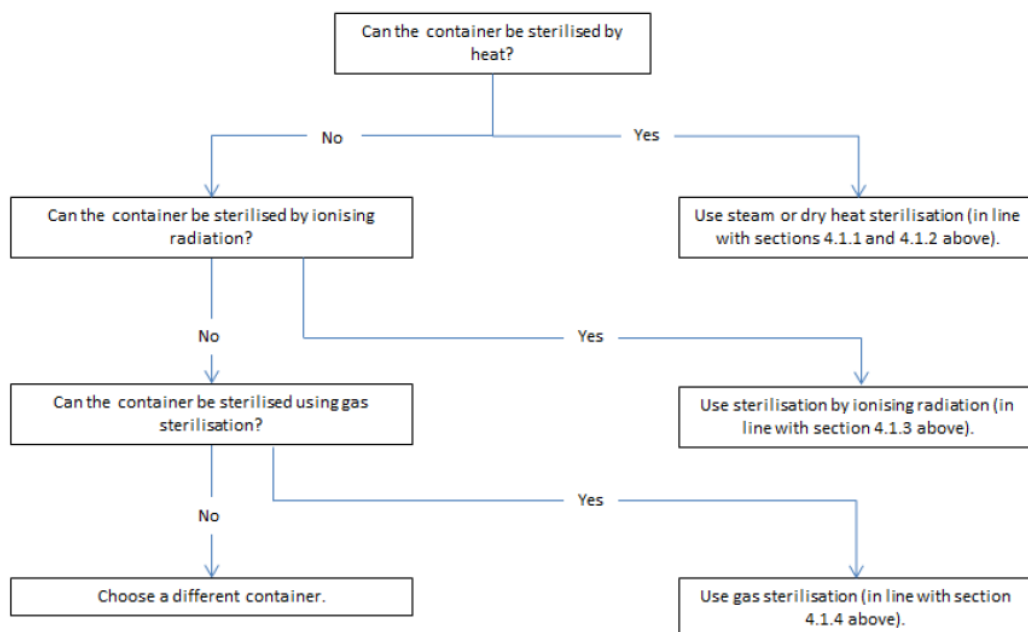 Can the container be sterilised by
heat?
No
Yes
Can the container be sterilised by ionising
radiation?
Use steam or dry heat sterilisation (in line
with sections 4.1.1 and 4.1.2 above).
No
Yes
Can the container be sterilised using gas
sterilisation?
Use sterilisation by ionising radiation (in
line with section 4.1.3 above).
No
Yes
Choose a different container.
Use gas sterilisation (in line with section
4.1.4 above).